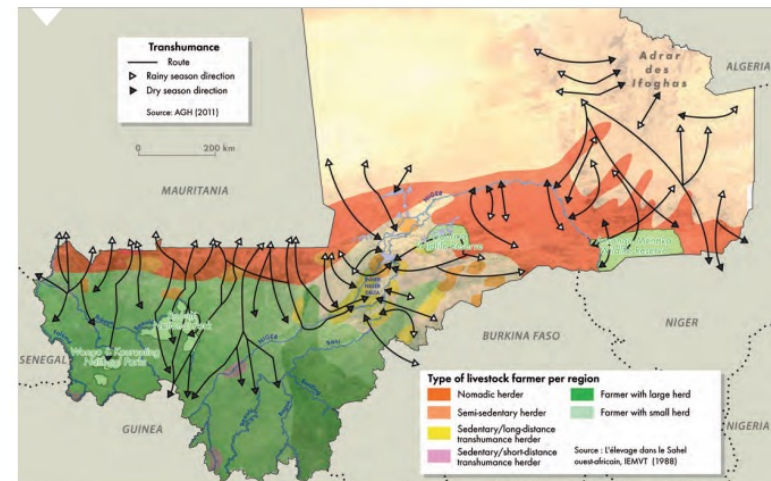 Transhumance
Route
Rainy season direction
Dry season direction
Source: AGH (2011)
0 200 km
MAURITANIA
Adrar
des
Ifoghas
ALGERIA
NIGER
SENEGAL
GUINEA
NIGER
Bani
BURKINA FASO
NIGER
NIGERIA
Type of livestock farmer per region
Nomadic herder
Semi-sedentary herder
Sedentary/long-distance
transhumance herder
Sedentary/short-distance
transhumance herder
Farmer with large herd
Farmer with small herd
Source : L'élevage dans le Sahel
ouest-africain, IEMVT (1988)